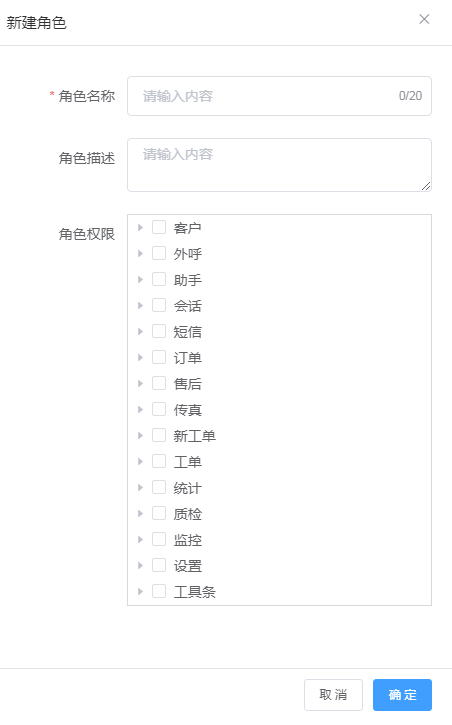 新建角色
* 角色名称 请输入内容 0/20
角色描述 请输入内容
角色权限
客户
外呼
助手
会话
短信
订单
售后
传真
新工单
工单
统计
质检
监控
设置
工具条
取消 确定